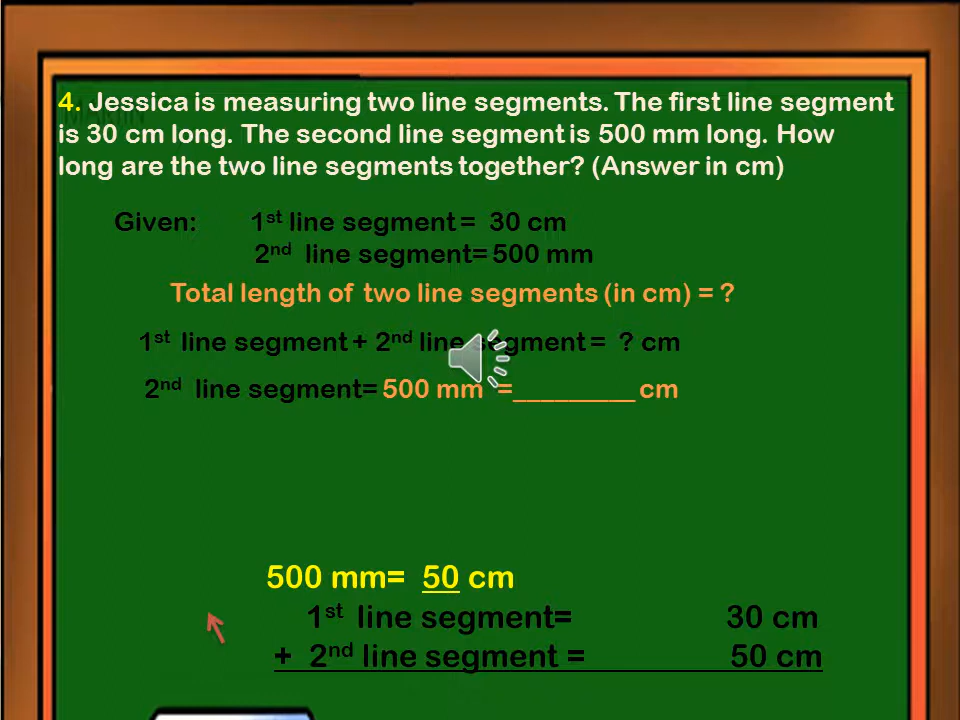 4. Jessica is measuring two line segments. The first line segment
is 30 cm long. The second line segment is 500 mm long. How
long are the two line segments together? (Answer in cm)
Given: 1st line segment = 30 cm
2nd line segment= 500 mm
Total length of two line segments (in cm) = ?
1st line segment + 2nd line segment = ? cm
2nd line segment= 500 mm =_________ cm
500 mm= 50 cm
1st line segment= 30 cm
+ 2nd line segment = 50 cm